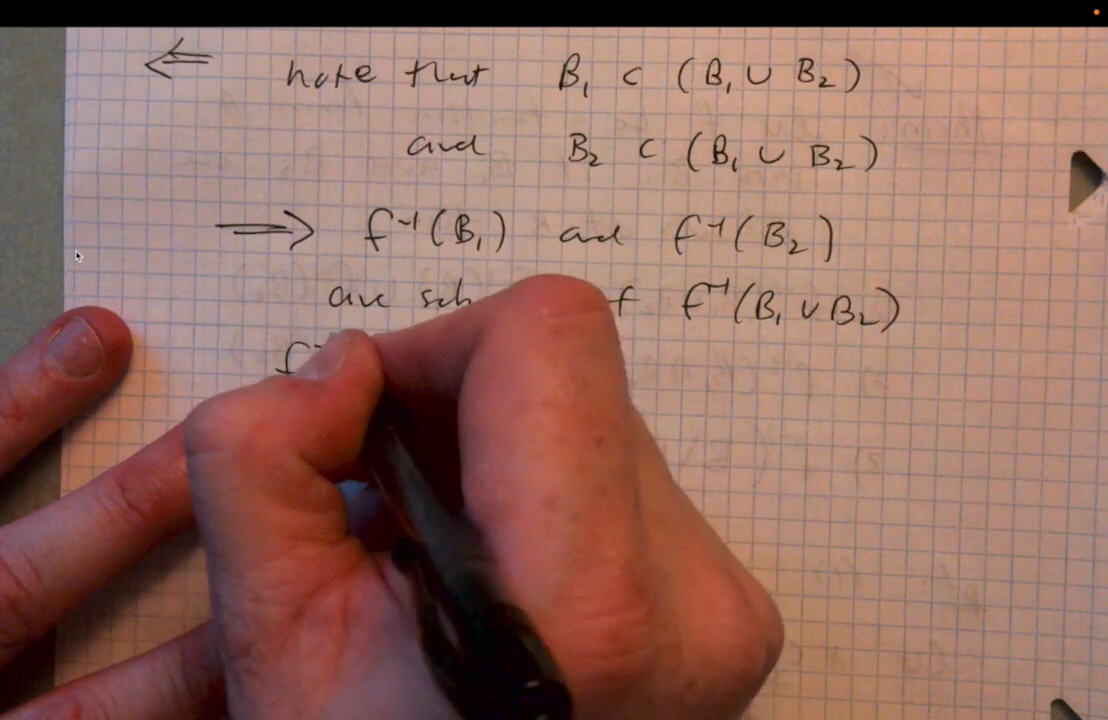 ⇐ note that B₁ ⊂ (B₁ ∪ B₂)
and B₂ ⊂ (B₁ ∪ B₂)
⇒ f⁻¹(B₁) and f⁻¹(B₂)
are f⁻¹(B₁ ∪ B₂)